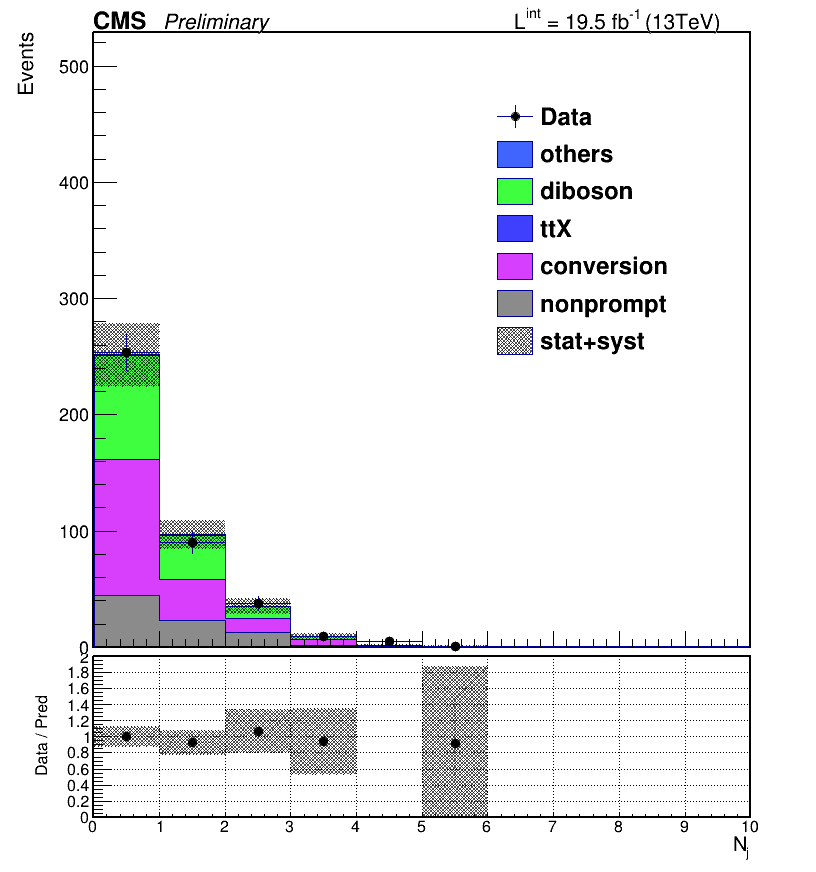 CMS Preliminary L^int = 19.5 fb^-1 (13TeV)
Events
500
400
300
200
100
0
Data
others
diboson
ttX
conversion
nonprompt
stat+syst
Data / Pred
2
1.8
1.6
1.4
1.2
1
0.8
0.6
0.4
0.2
0
0 1 2 3 4 5 6 7 8 9 10
N_j